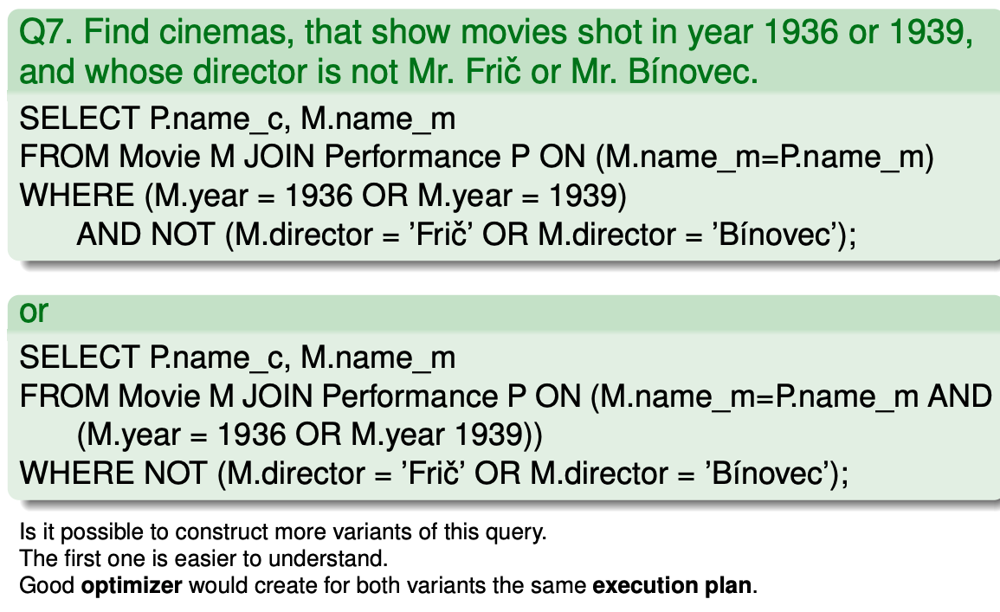 Q7. Find cinemas, that show movies shot in year 1936 or 1939,
and whose director is not Mr. Frič or Mr. Bínovec.
SELECT P.name_c, M.name_m
FROM Movie M JOIN Performance P ON (M.name_m=P.name_m)
WHERE (M.year = 1936 OR M.year = 1939)
AND NOT (M.director = ’Frič’ OR M.director = ’Bínovec’);
or
SELECT P.name_c, M.name_m
FROM Movie M JOIN Performance P ON (M.name_m=P.name_m AND
(M.year = 1936 OR M.year 1939))
WHERE NOT (M.director = ’Frič’ OR M.director = ’Bínovec’);
Is it possible to construct more variants of this query.
The first one is easier to understand.
Good optimizer would create for both variants the same execution plan.